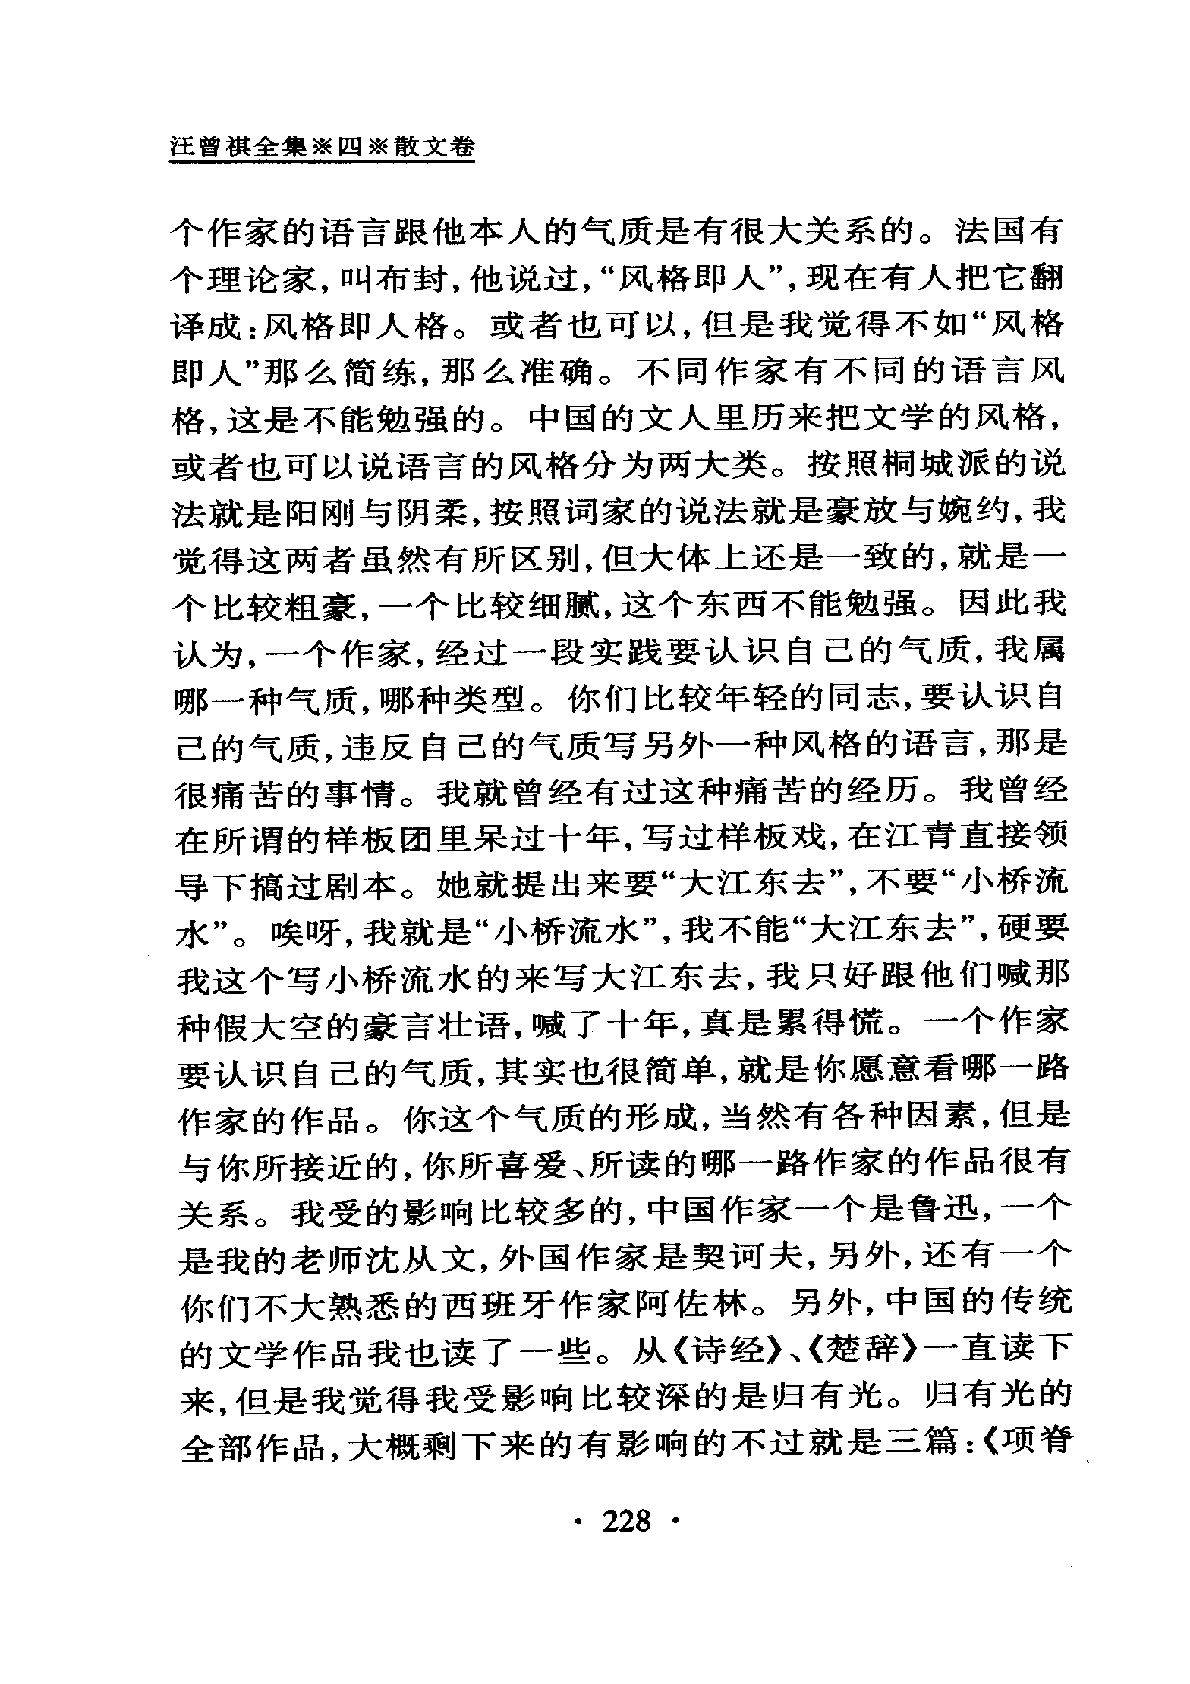 汪曾祺全集※四※散文卷
个作家的语言跟他本人的气质是有很大关系的。法国有
个理论家，叫布封，他说过，“风格即人”，现在有人把它翻
译成：风格即人格。或者也可以，但是我觉得不如“风格
即人”那么简练，那么准确。不同作家有不同的语言风
格，这是不能勉强的。中国的文人里历来把文学的风格，
或者也可以说语言的风格分为两大类。按照桐城派的说
法就是阳刚与阴柔，按照词家的说法就是豪放与婉约，我
觉得这两者虽然有所区别，但大体上还是一致的，就是一
个比较粗豪，一个比较细腻，这个东西不能勉强。因此我
认为，一个作家，经过一段实践要认识自己的气质，我属
哪一种气质，哪种类型。你们比较年轻的同志，要认识自
己的气质，违反自己的气质写另外一种风格的语言，那是
很痛苦的事情。我就曾经有过这种痛苦的经历。我曾经
在所谓的样板团里呆过十年，写过样板戏，在江青直接领
导下搞过剧本。她就提出来要“大江东去”，不要“小桥流
水”。唉呀，我就是“小桥流水”，我不能“大江东去”，硬要
我这个写小桥流水的来写大江东去，我只好跟他们喊那
种假大空的豪言壮语，喊了十年，真是累得慌。一个作家
要认识自己的气质，其实也很简单，就是你愿意看哪一路
作家的作品。你这个气质的形成，当然有各种因素，但是
与你所接近的，你所喜爱、所读的哪一路作家的作品很有
关系。我受的影响比较多的，中国作家一个是鲁迅，一个
是我的老师沈从文，外国作家是契诃夫，另外，还有一个
你们不大熟悉的西班牙作家阿佐林。另外，中国的传统
的文学作品我也读了一些。从《诗经》、《楚辞》一直读下
来，但是我觉得我受影响比较深的是归有光。归有光的
全部作品，大概剩下来的有影响的不过就是三篇：《项脊
· 228 ·